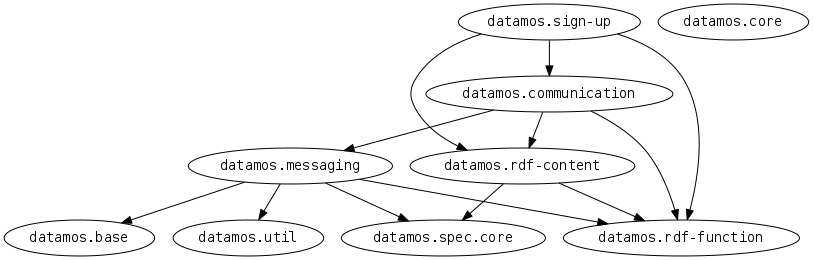 datamos.sign-up
datamos.core
datamos.communication
datamos.messaging
datamos.rdf-content
datamos.base
datamos.util
datamos.spec.core
datamos.rdf-function